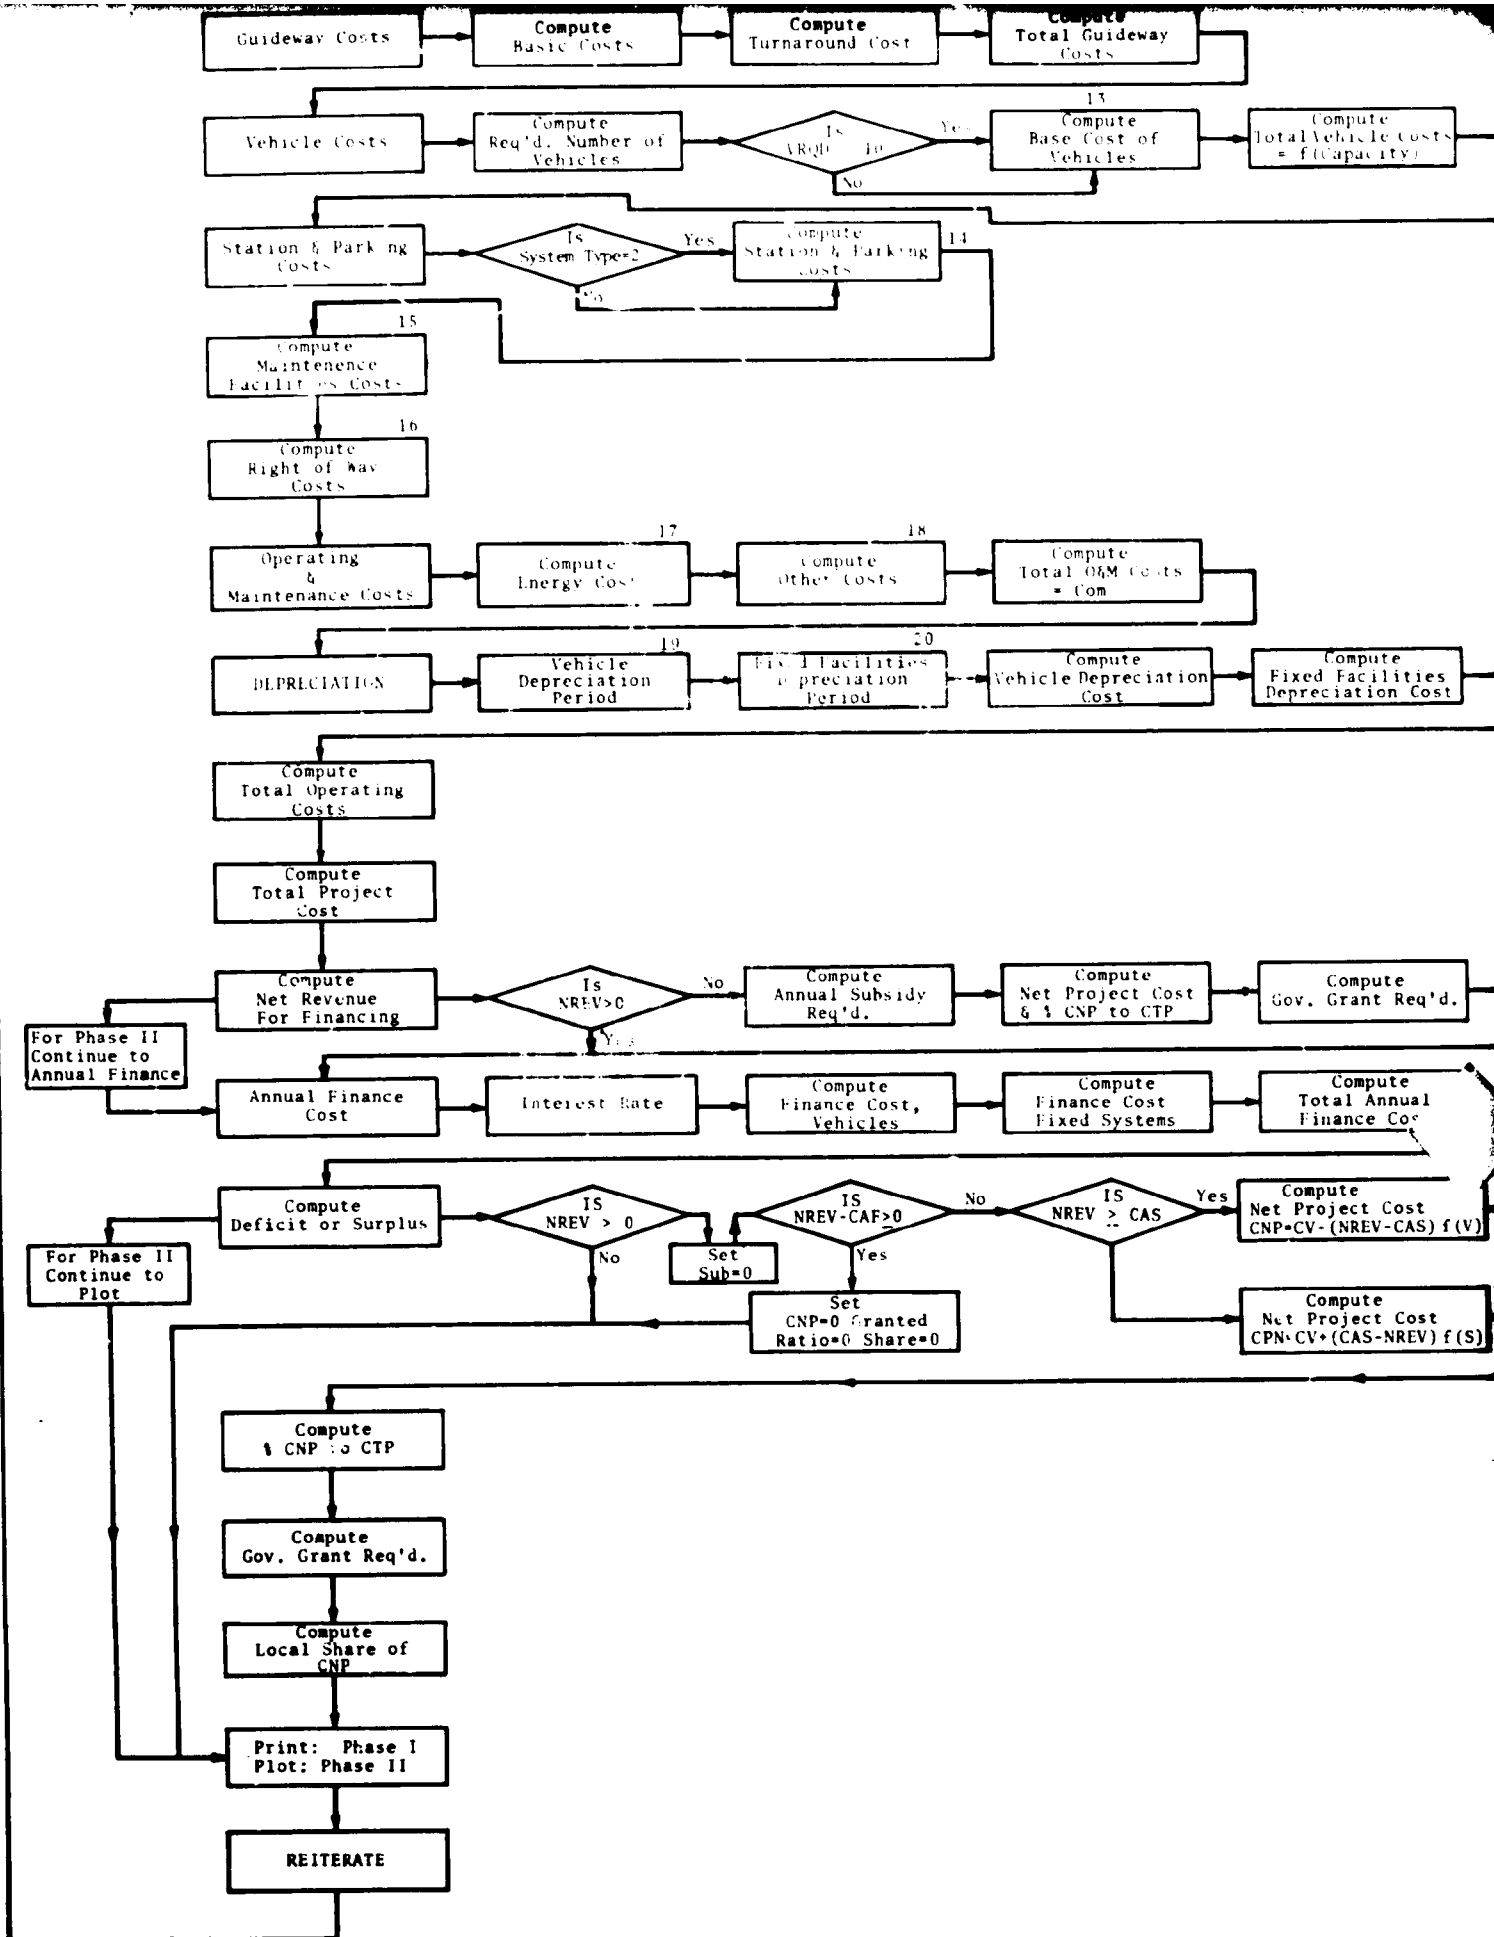 Guideway Costs
Compute
Basic Costs
Compute
Turnaround Cost
Compute
Total Guideway
Costs
Vehicle Costs
Compute
Req'd. Number of
Vehicles
Is
10
Yes
No
13
Compute
Base Cost of
Vehicles
Compute
Total Vehicle Costs
= f(Capacity)
Station & Parking
Costs
Is
System Type=2
Yes
No
Compute
Station & Parking
Costs
14
15
Compute
Maintenence
Facilities Costs
16
Compute
Right of Way
Costs
Operating
&
Maintenance Costs
17
Compute
Energy Cost
18
Compute
Other Costs
Compute
Total O&M Costs
= Com
DEPRECIATION
19
Vehicle
Depreciation
Period
20
Fixed Facilities
Depreciation
Period
Compute
Vehicle Depreciation
Cost
Compute
Fixed Facilities
Depreciation Cost
Compute
Total Operating
Costs
Compute
Total Project
Cost
Compute
Net Revenue
For Financing
Is
NREV>0
No
Yes
Compute
Annual Subsidy
Req'd.
Compute
Net Project Cost
& % CNP to CTP
Compute
Gov. Grant Req'd.
For Phase II
Continue to
Annual Finance
Annual Finance
Cost
Interest Rate
Compute
Finance Cost,
Vehicles
Compute
Finance Cost
Fixed Systems
Compute
Total Annual
Finance Cos
Compute
Deficit or Surplus
IS
NREV > 0
No
Set
Sub=0
IS
NREV-CAF>0
No
Yes
IS
NREV > CAS
Yes
Compute
Net Project Cost
CNP=CV-(NREV-CAS)f(V)
For Phase II
Continue to
Plot
Set
CNP=0 Granted
Ratio=0 Share=0
Compute
Net Project Cost
CPN=CV+(CAS-NREV)f(S)
Compute
% CNP to CTP
Compute
Gov. Grant Req'd.
Compute
Local Share of
CNP
Print: Phase I
Plot: Phase II
REITERATE